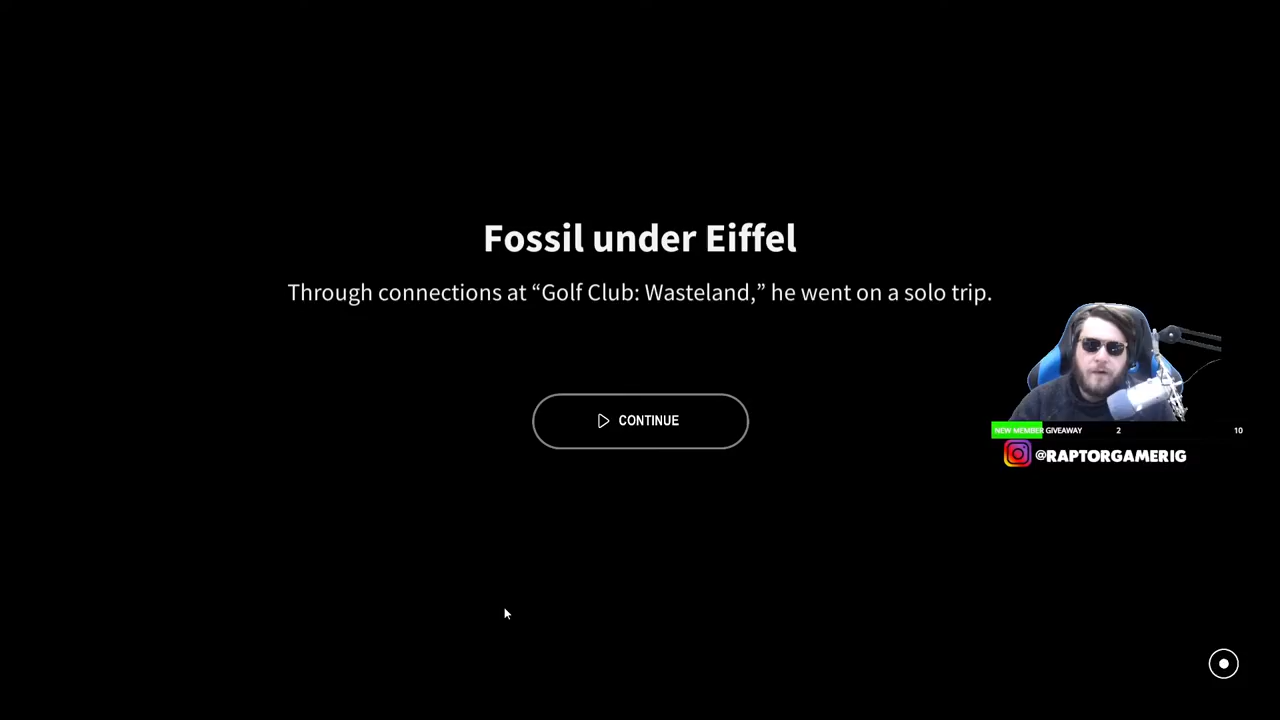 Fossil under Eiffel
Through connections at “Golf Club: Wasteland,” he went on a solo trip.
CONTINUE
NEW MEMBER GIVEAWAY 2 10
@RAPTORGAMERIG